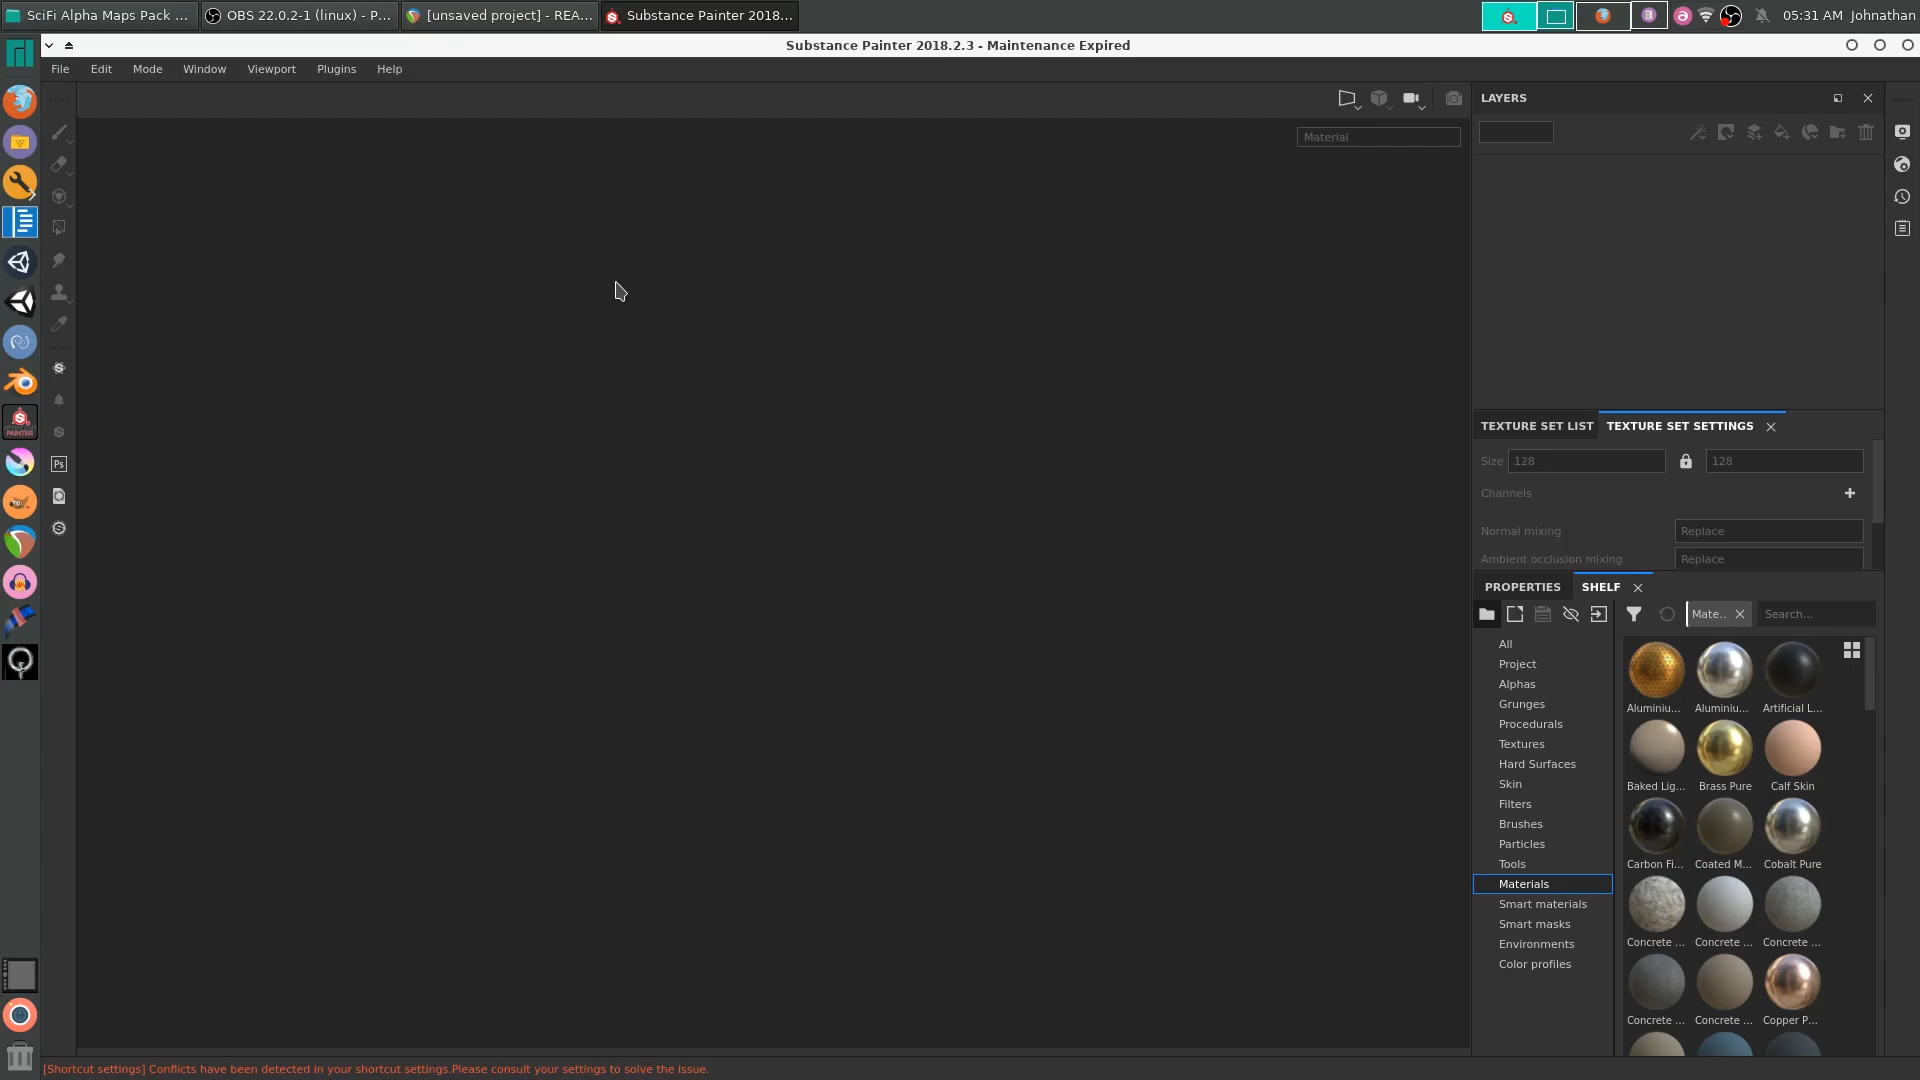 SciFi Alpha Maps Pack ...
OBS 22.0.2-1 (linux) - P...
[unsaved project] - REA...
Substance Painter 2018...
05:31 AM Johnathan
Substance Painter 2018.2.3 - Maintenance Expired
File Edit Mode Window Viewport Plugins Help
LAYERS
Material
PAINTER
Ps
TEXTURE SET LIST TEXTURE SET SETTINGS
Size 128 128
Channels
Normal mixing Replace
Ambient occlusion mixing Replace
PROPERTIES SHELF
Mate.. Search...
All
Project
Alphas
Grunges
Procedurals
Textures
Hard Surfaces
Skin
Filters
Brushes
Particles
Tools
Materials
Smart materials
Smart masks
Environments
Color profiles
Aluminiu... Aluminiu... Artificial L...
Baked Lig... Brass Pure Calf Skin
Carbon Fi... Coated M... Cobalt Pure
Concrete ... Concrete ... Concrete ...
Concrete ... Concrete ... Copper P...
[Shortcut settings] Conflicts have been detected in your shortcut settings.Please consult your settings to solve the issue.